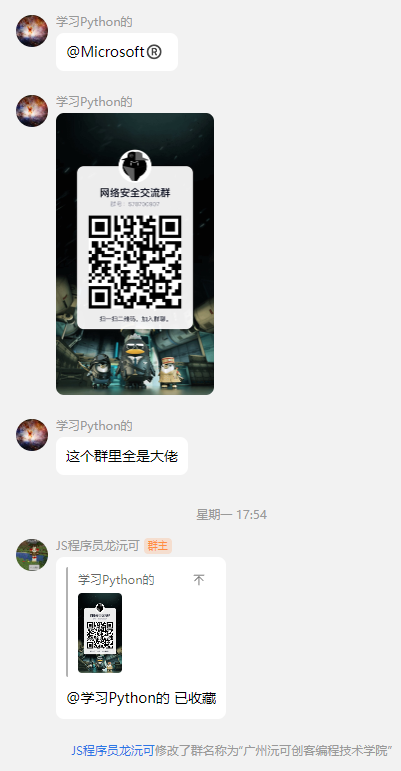 学习Python的
@Microsoft®
学习Python的
网络安全交流群
扫一扫二维码，加入群聊。
学习Python的
这个群里全是大佬
星期一 17:54
JS程序员龙沅可 群主
学习Python的
@学习Python的 已收藏
JS程序员龙沅可修改了群名称为“广州沅可创客编程技术学院”